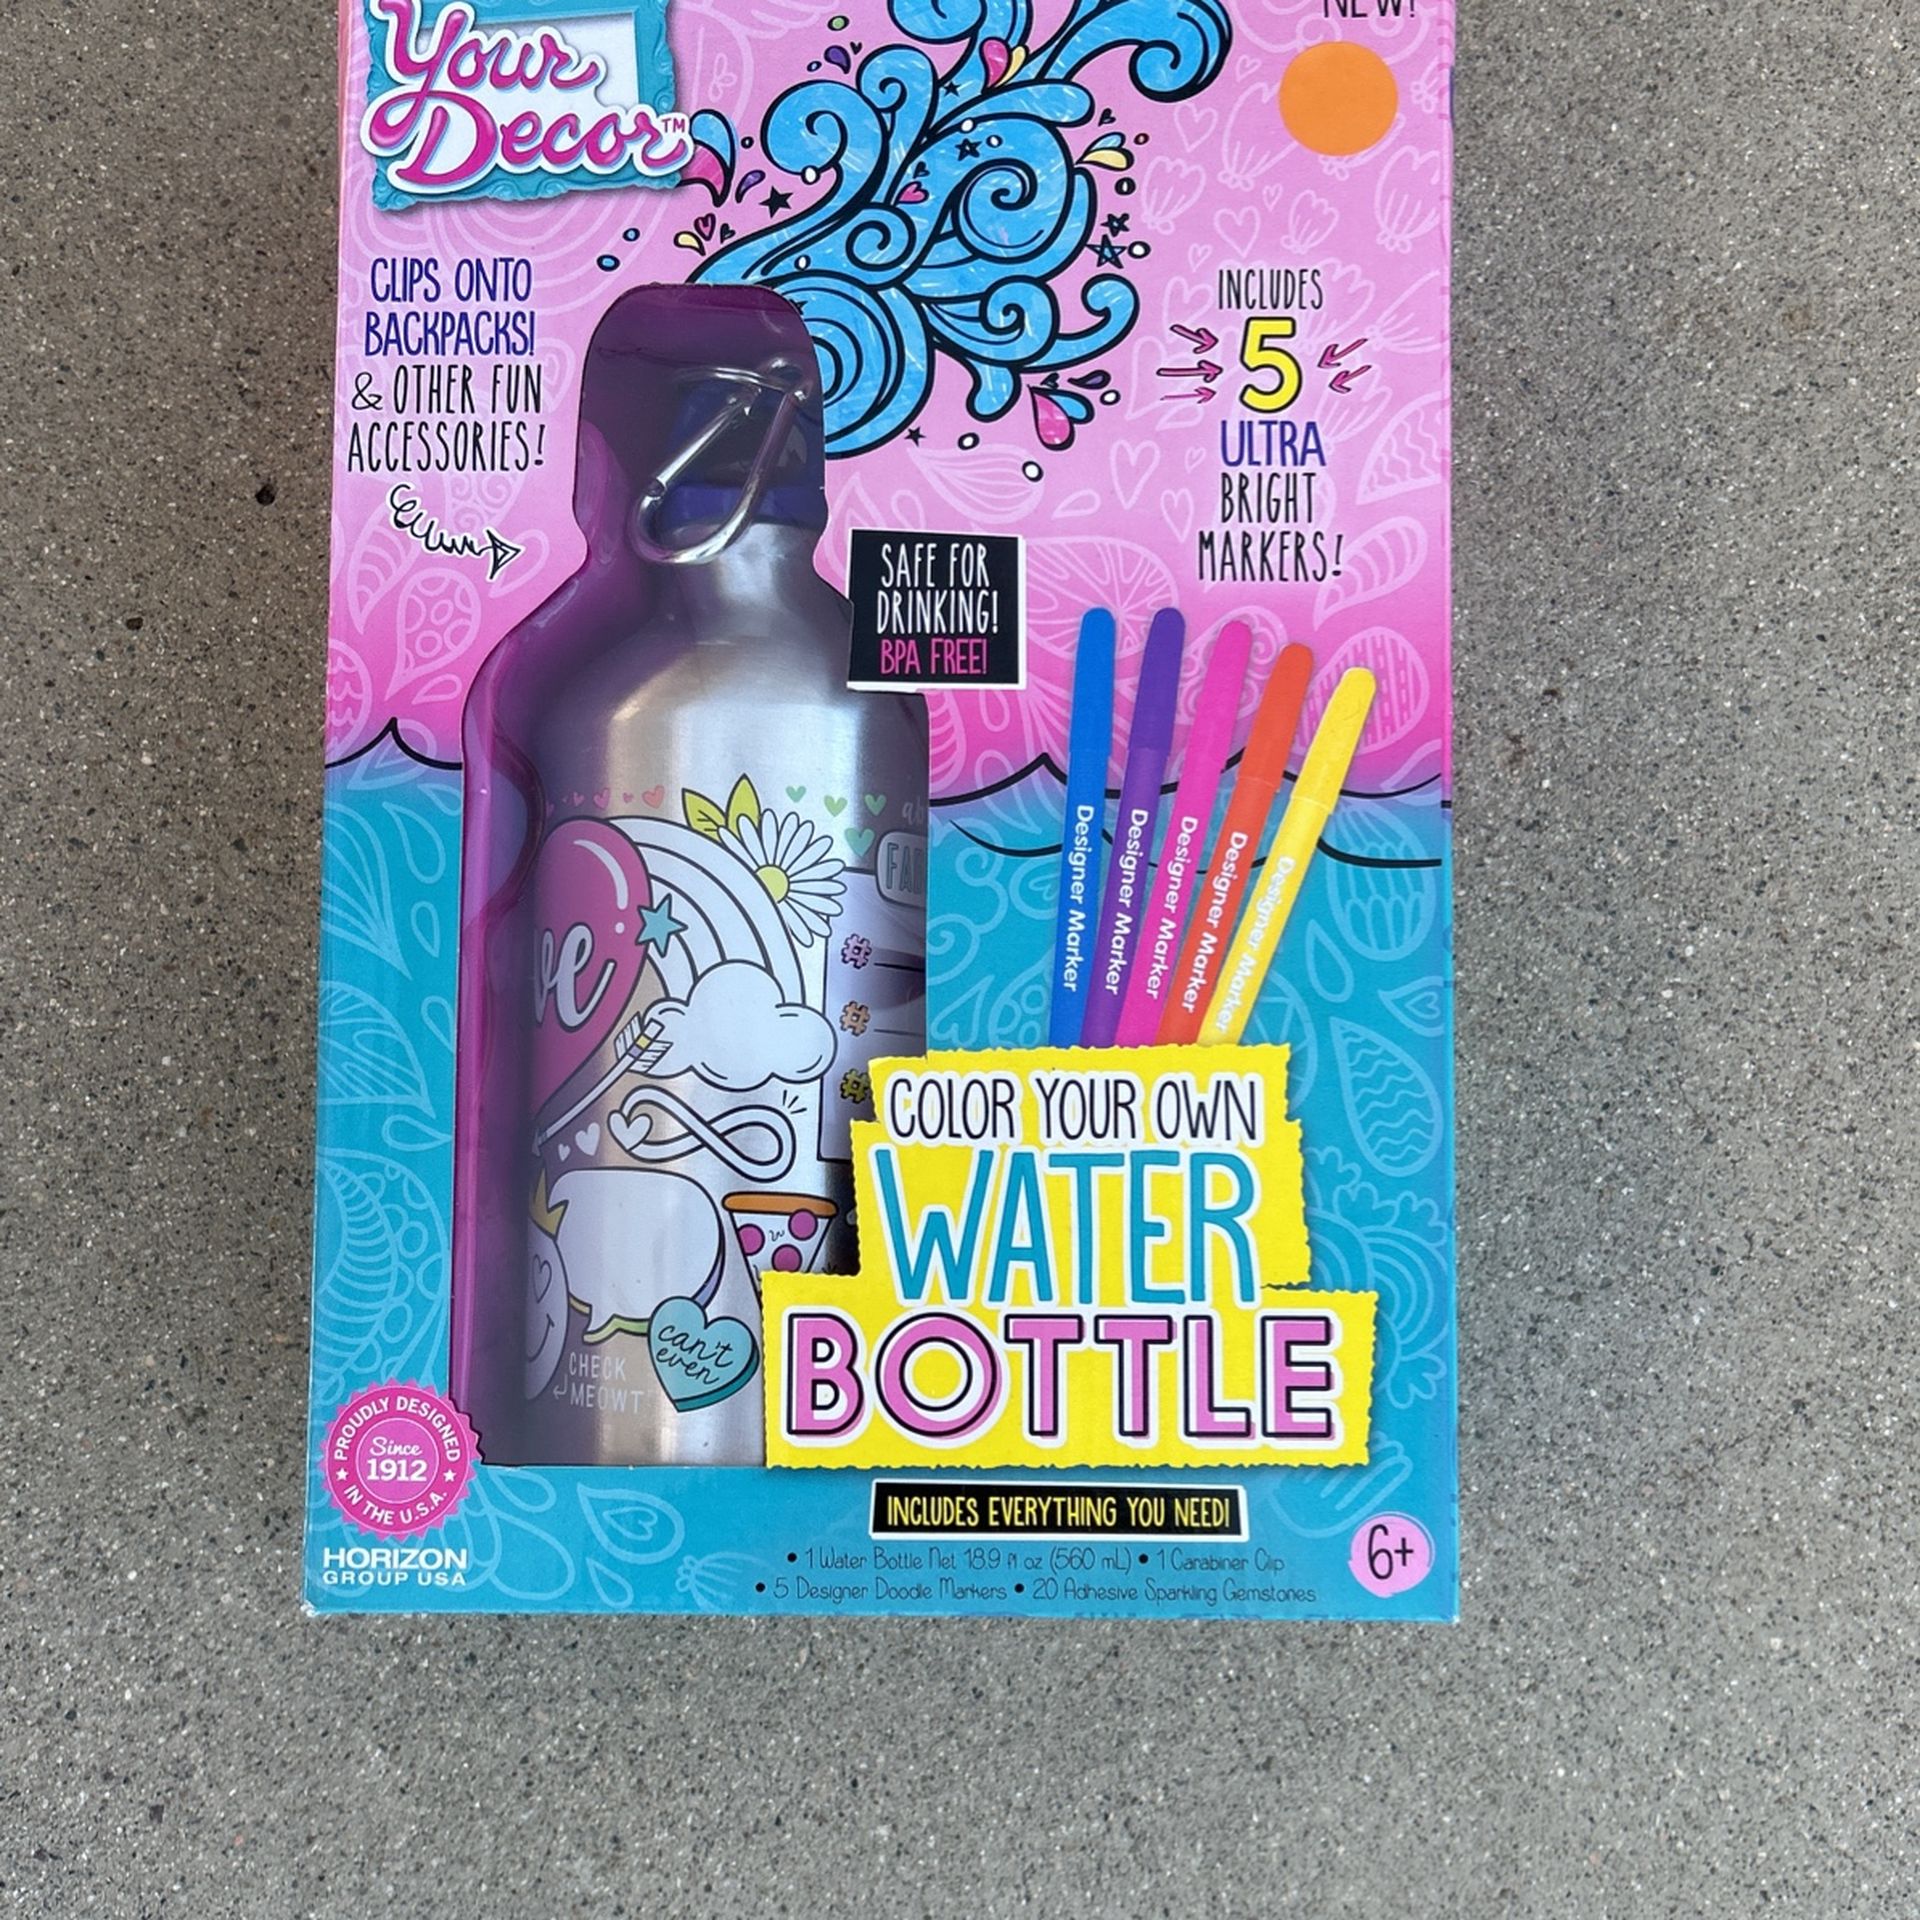 Your
Decor™
NEW!
CLIPS ONTO
BACKPACKS!
& OTHER FUN
ACCESSORIES!
INCLUDES
5
ULTRA
BRIGHT
MARKERS!
SAFE FOR
DRINKING!
BPA FREE!
Designer Marker
Designer Marker
Designer Marker
Designer Marker
Designer Marker
#
#
#
can't
even
CHECK
MEOWT
COLOR YOUR OWN
WATER
BOTTLE
PROUDLY DESIGNED
Since
1912
IN THE U.S.A.
HORIZON
GROUP USA
INCLUDES EVERYTHING YOU NEED!
• 1 Water Bottle Net 18.9 fl oz (560 mL) • 1 Carabiner Clip
• 5 Designer Doodle Markers • 20 Adhesive Sparkling Gemstones
6+